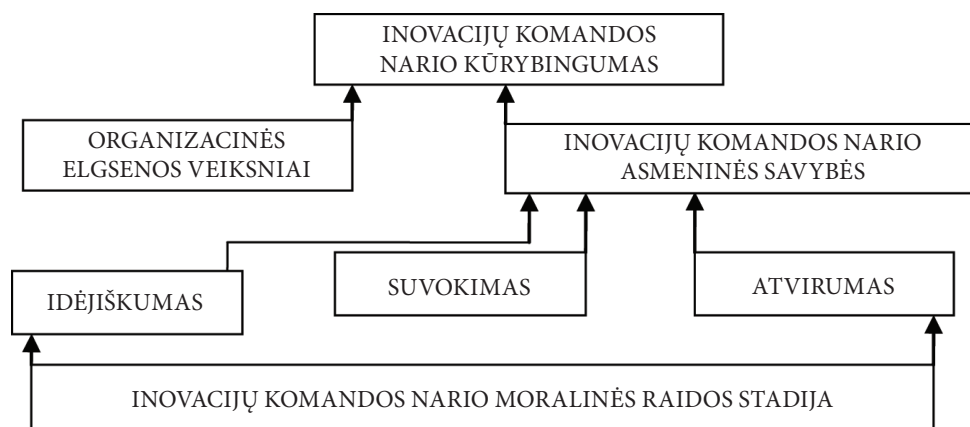 INOVACIJŲ KOMANDOS
NARIO KŪRYBINGUMAS
ORGANIZACINĖS
ELGSENOS VEIKSNIAI
INOVACIJŲ KOMANDOS NARIO
ASMENINĖS SAVYBĖS
IDĖJIŠKUMAS
SUVOKIMAS
ATVIRUMAS
INOVACIJŲ KOMANDOS NARIO MORALINĖS RAIDOS STADIJA